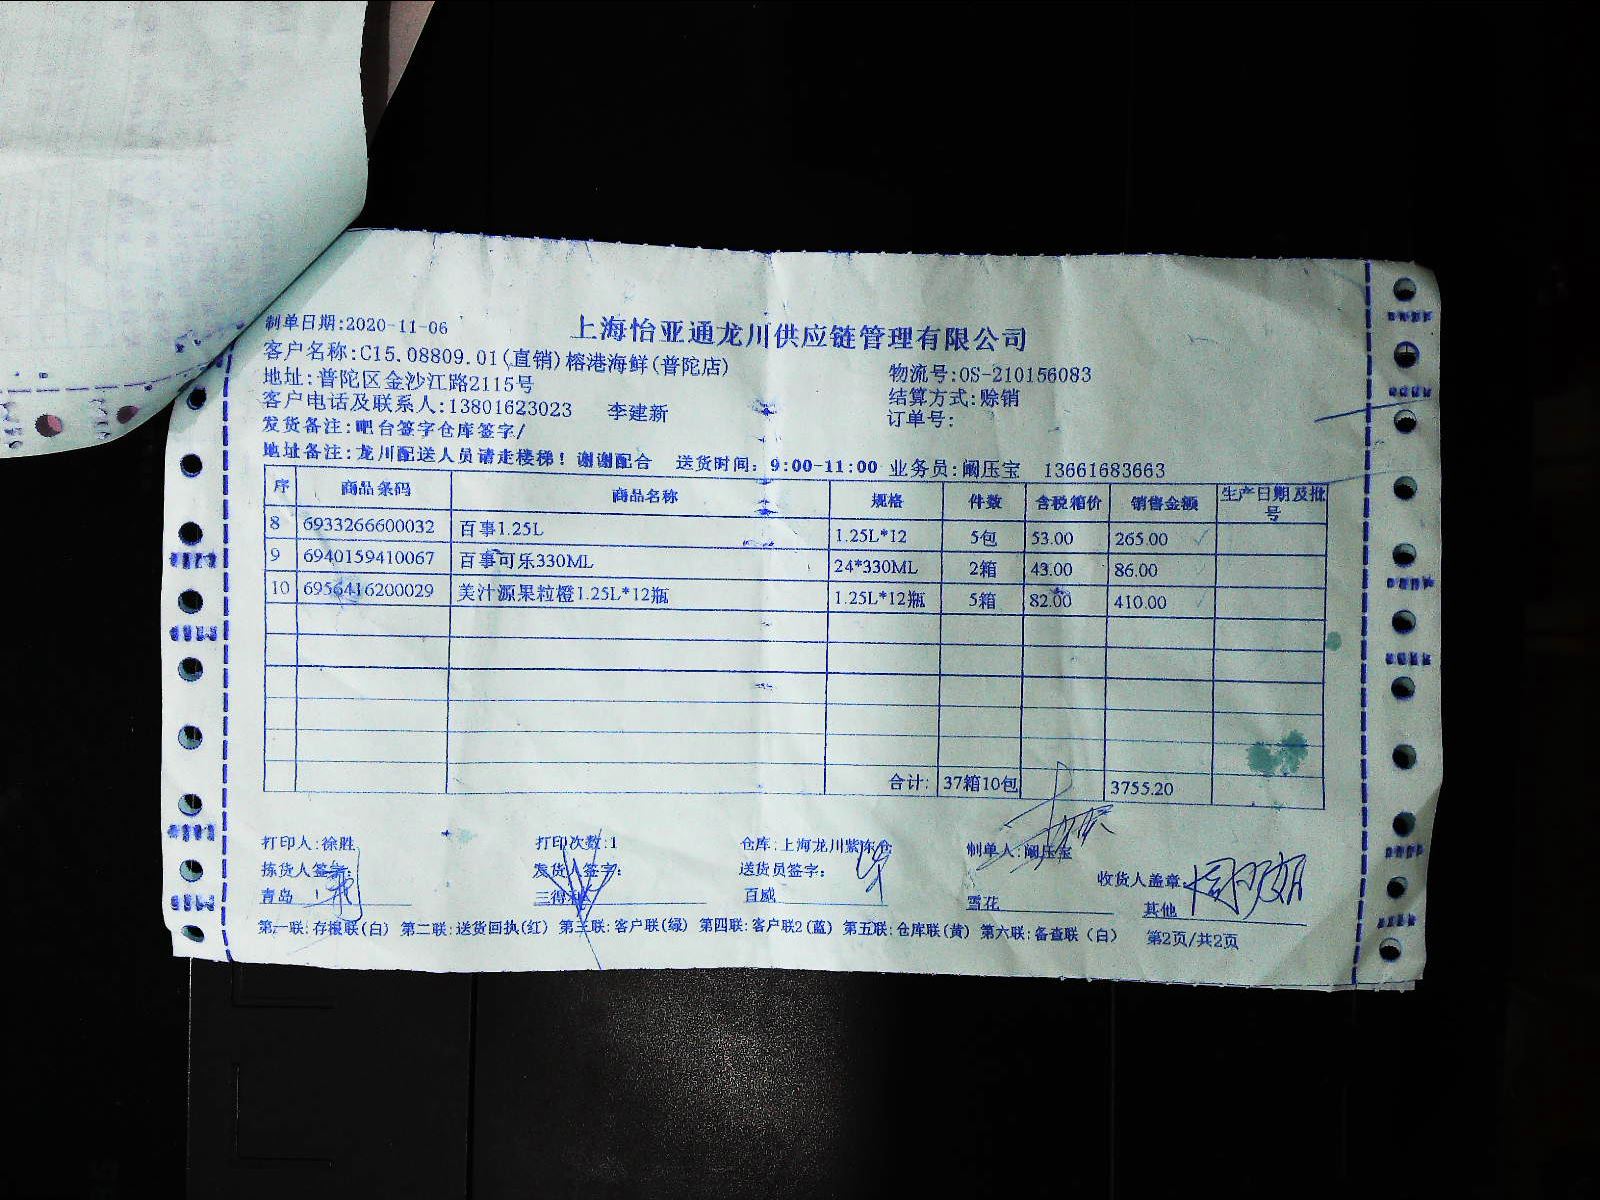 制单日期:2020-11-06
上海怡亚通龙川供应链管理有限公司
客户名称:C15.08809.01(直销)榕港海鲜(普陀店)
物流号:OS-210156083
地址:普陀区金沙江路2115号
结算方式:赊销
客户电话及联系人:13801623023 李建新
订单号:
发货备注:吧台签字仓库签字/
地址备注:龙川配送人员请走楼梯！谢谢配合 送货时间：9:00-11:00 业务员:阚压宝 13661683663
序 商品条码 商品名称 规格 件数 含税箱价 销售金额 生产日期及批号
8 6933266600032 百事1.25L 1.25L*12 5包 53.00 265.00
9 6940159410067 百事可乐330ML 24*330ML 2箱 43.00 86.00
10 6956416200029 美汁源果粒橙1.25L*12瓶 1.25L*12瓶 5箱 82.00 410.00
合计: 37箱10包 3755.20
打印人:徐胜 打印次数:1 仓库:上海龙川紫东仓 制单人:阚压宝
拣货人签字: 发货人签字: 送货员签字: 收货人盖章
青岛 三得利 百威 雪花 其他
第一联:存根联(白) 第二联:送货回执(红) 第三联:客户联(绿) 第四联:客户联2(蓝) 第五联:仓库联(黄) 第六联:备查联（白） 第2页/共2页